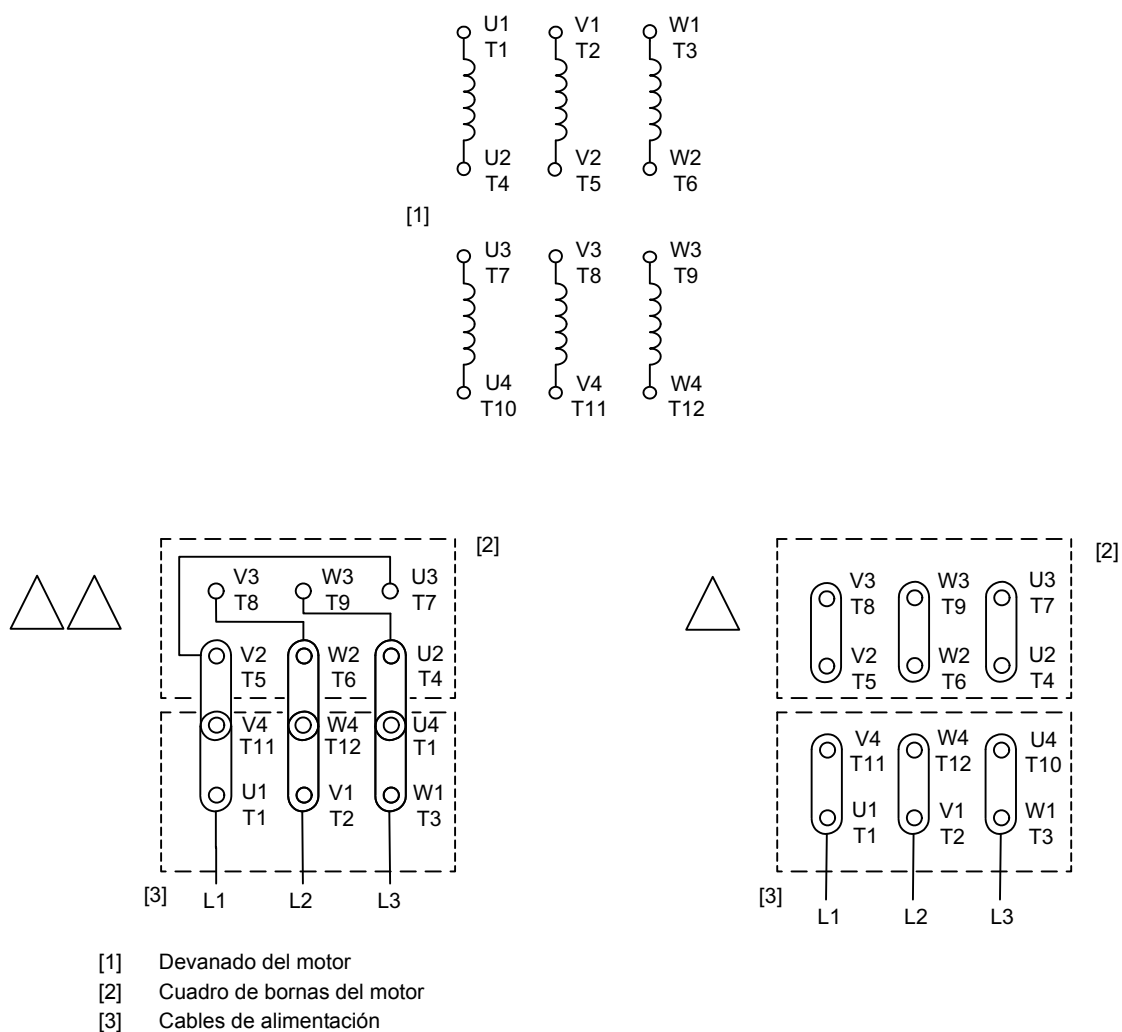 U1 V1 W1
T1 T2 T3
U2 V2 W2
T4 T5 T6
[1]
U3 V3 W3
T7 T8 T9
U4 V4 W4
T10 T11 T12
[2]
V3 W3 U3
T8 T9 T7
V2 W2 U2
T5 T6 T4
V4 W4 U4
T11 T12 T1
U1 V1 W1
T1 T2 T3
[3] L1 L2 L3
[2]
V3 W3 U3
T8 T9 T7
V2 W2 U2
T5 T6 T4
V4 W4 U4
T11 T12 T10
U1 V1 W1
T1 T2 T3
[3] L1 L2 L3
[1] Devanado del motor
[2] Cuadro de bornas del motor
[3] Cables de alimentación